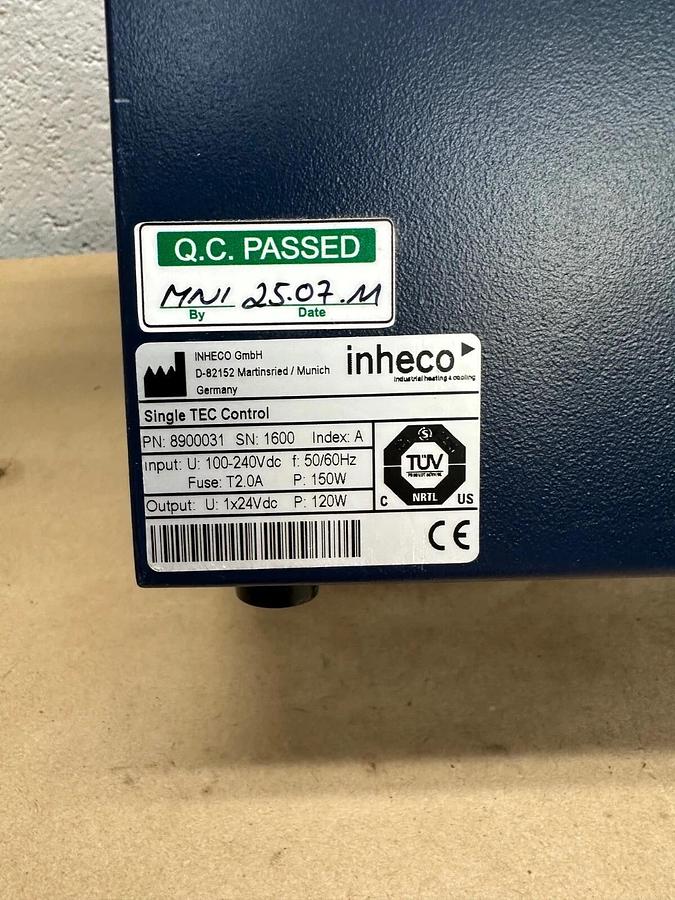 Q.C. PASSED
MNI 25.07.11
By Date
INHECO GmbH
D-82152 Martinsried / Munich
Germany
inheco
industrial heating & cooling
Single TEC Control
PN: 8900031 SN: 1600 Index: A
Input: U: 100-240Vdc f: 50/60Hz
Fuse: T2.0A P: 150W
Output: U: 1x24Vdc P: 120W
S
TÜV
C NRTL US
CE